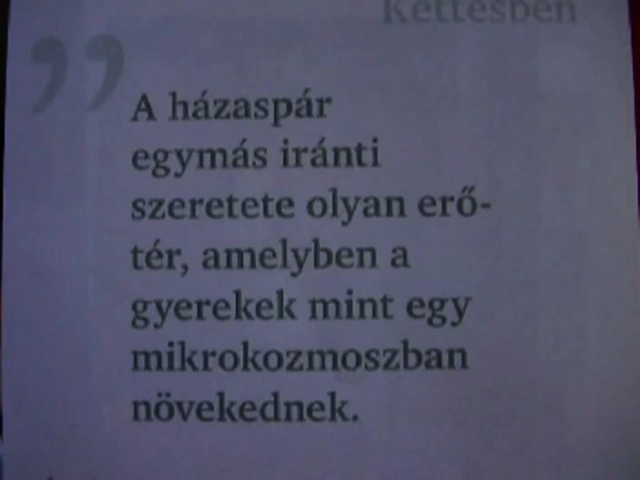 Kettesben
”
A házaspár
egymás iránti
szeretete olyan erő-
tér, amelyben a
gyerekek mint egy
mikrokozmoszban
növekednek.